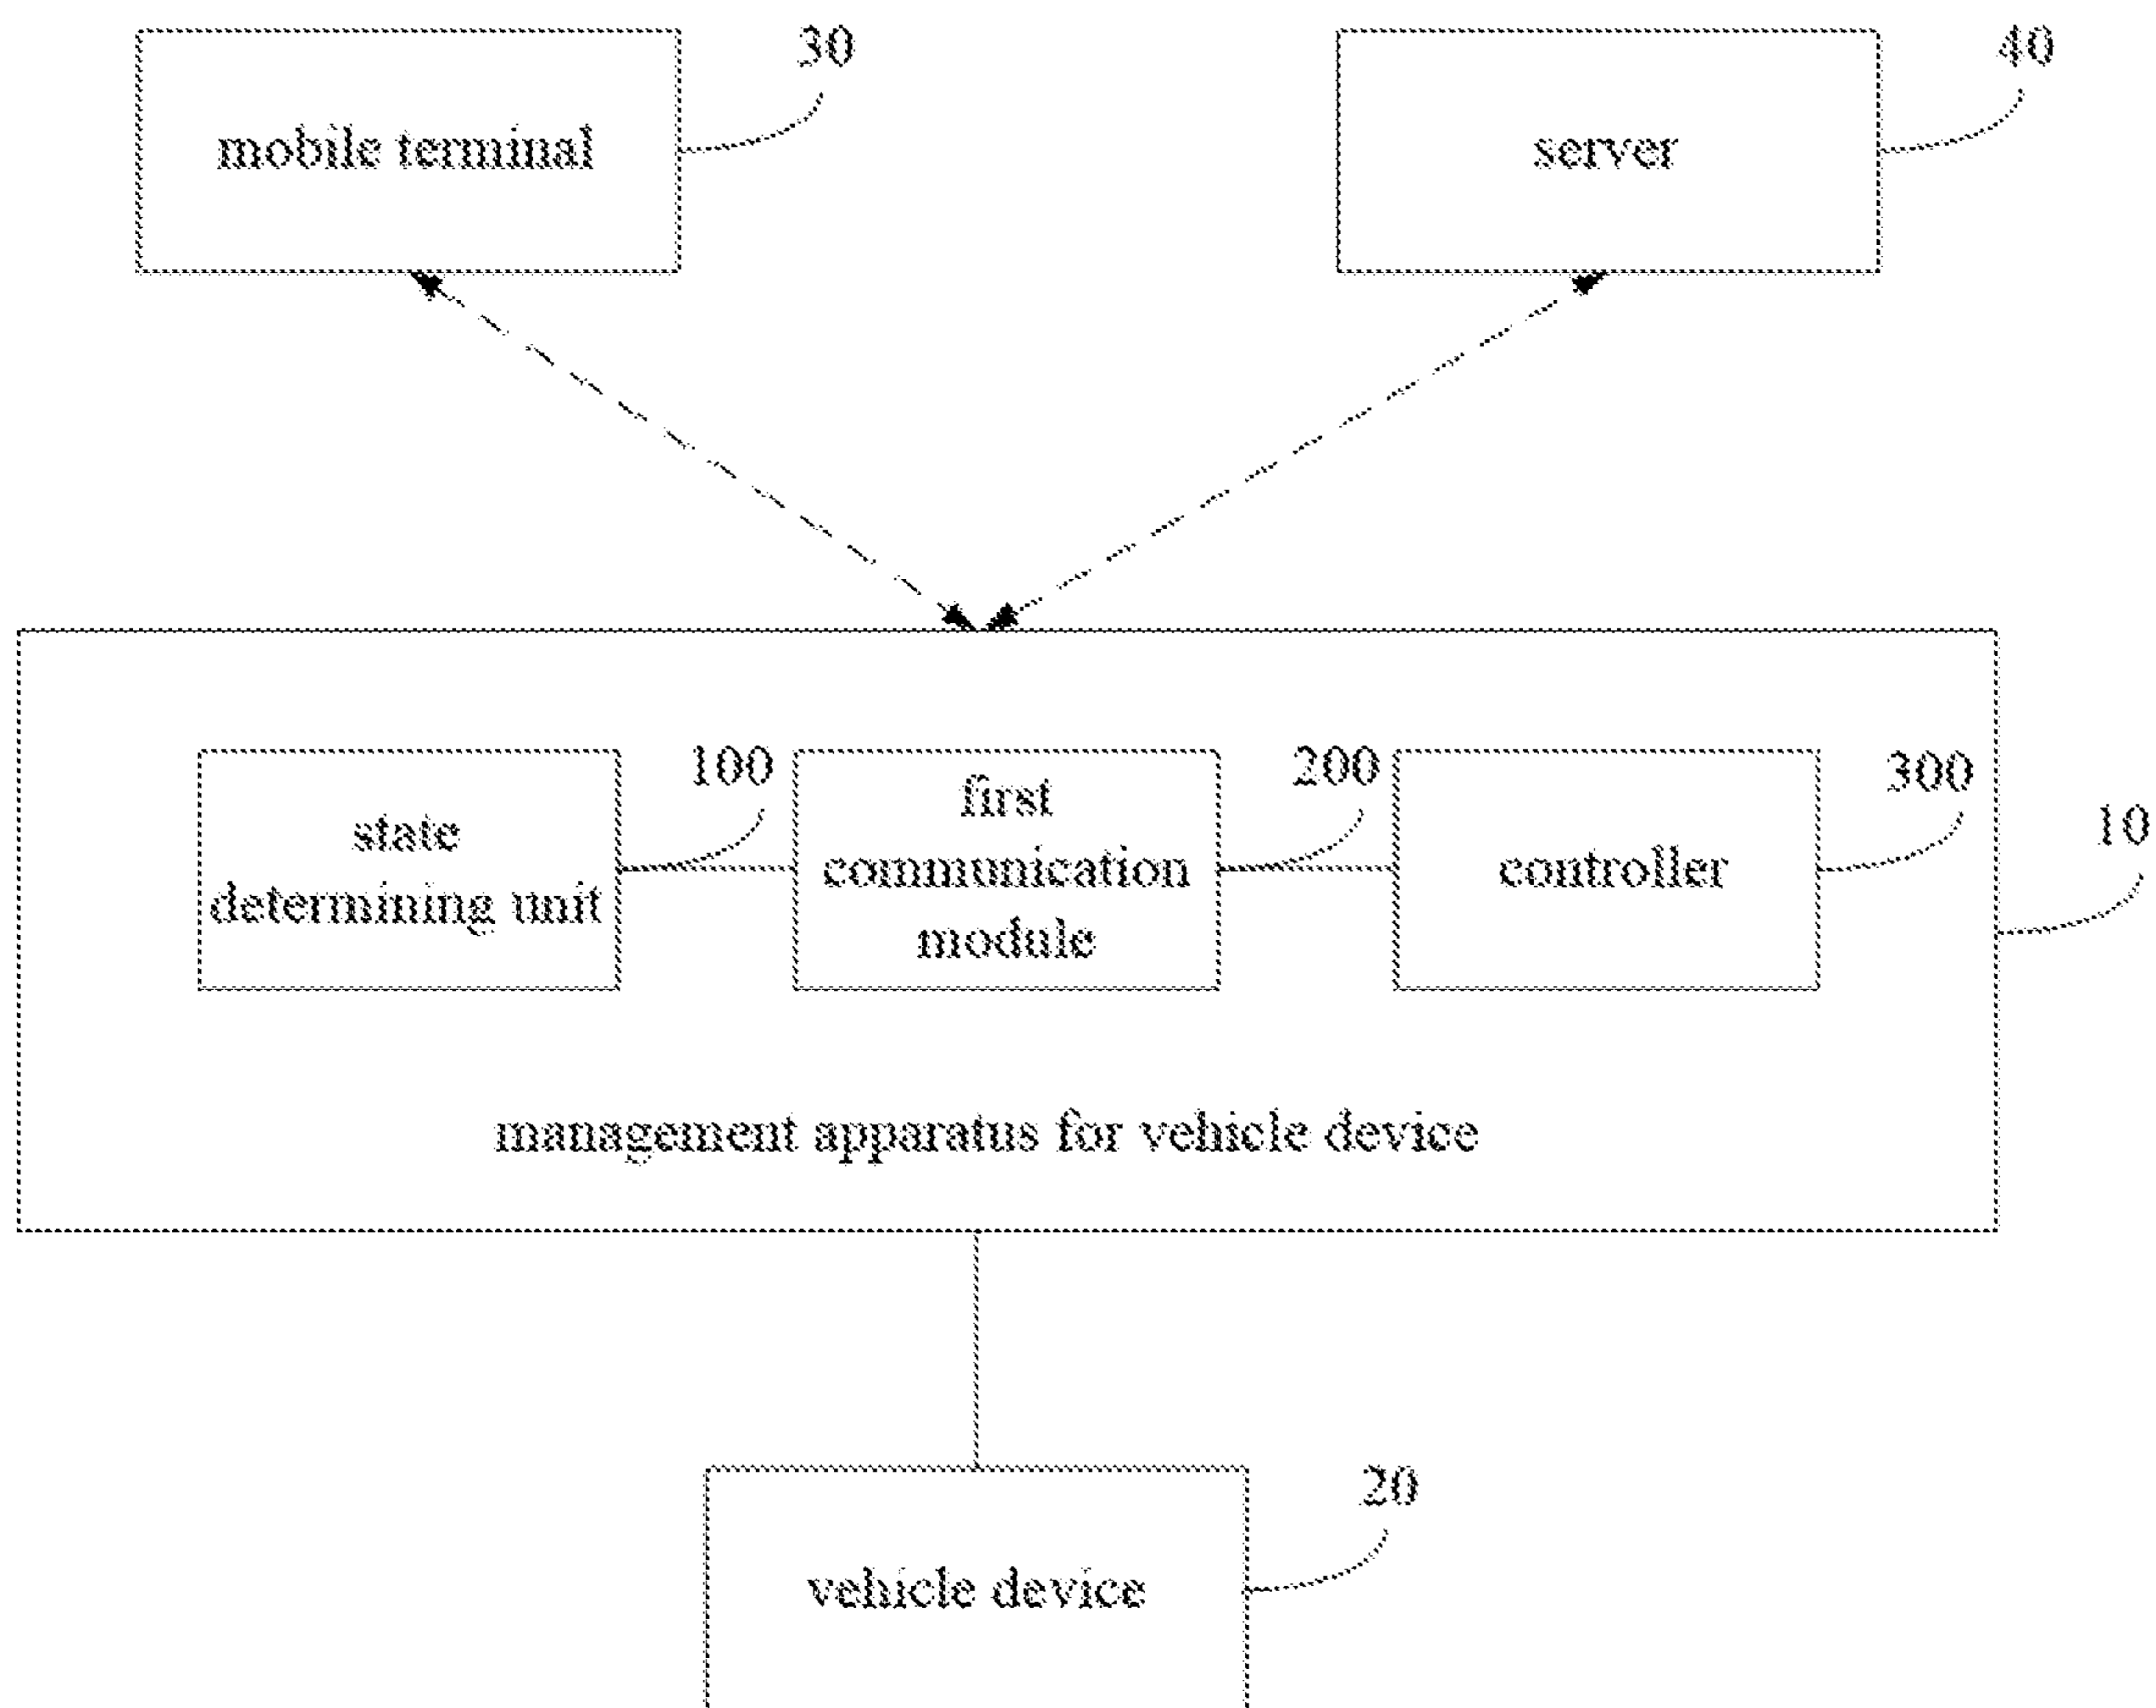 30
40
mobile terminal
server
100
200
300
10
state
determining unit
first
communication
module
controller
management apparatus for vehicle device
20
vehicle device